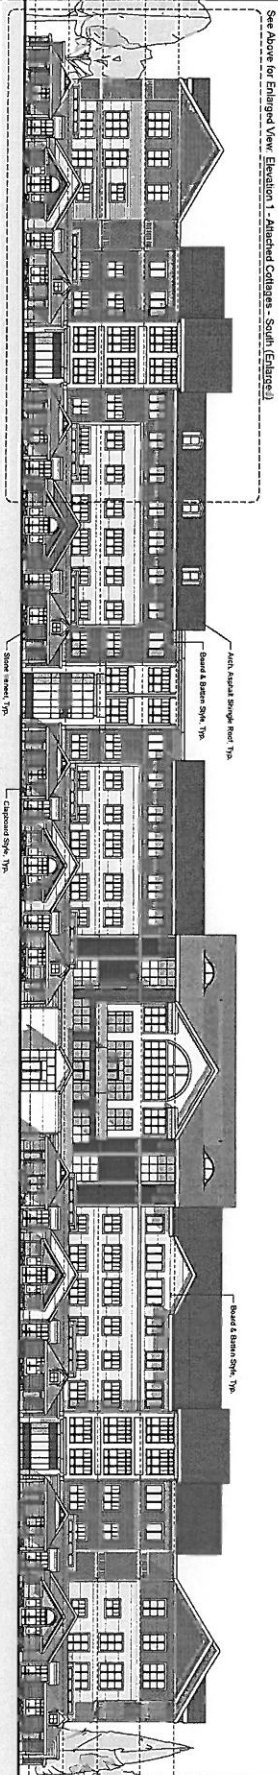 See Above for Enlarged View: Elevation 1 - Attached Cottages - South (Enlarged)
Arch. Asphalt Shingle Roof, Typ.
Board & Batten Style, Typ.
Board & Batten Style, Typ.
Stone Veneer, Typ.
Clapboard Style, Typ.